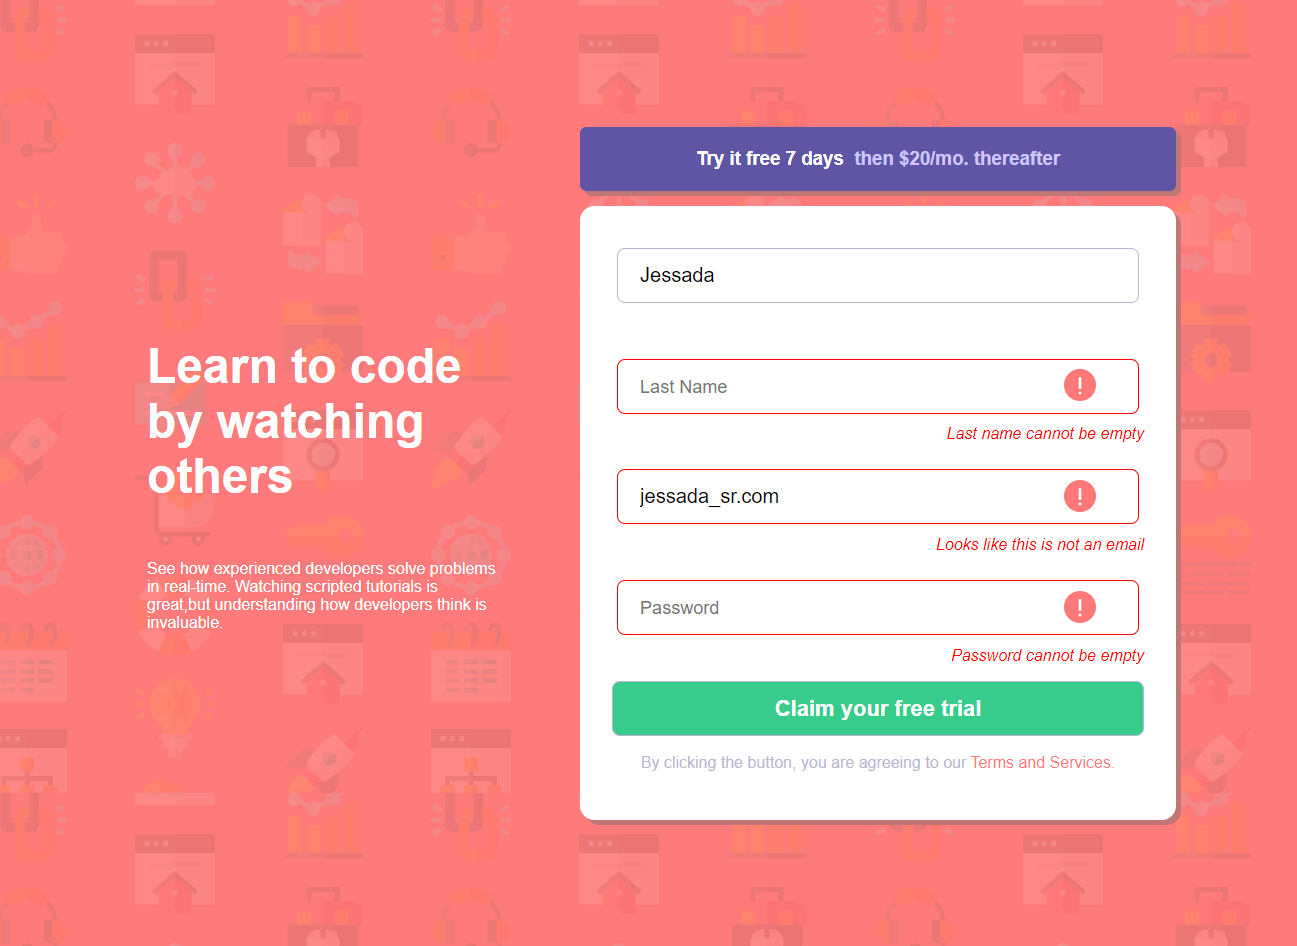 Learn to code
by watching
others
See how experienced developers solve problems
in real-time. Watching scripted tutorials is
great,but understanding how developers think is
invaluable.
Try it free 7 days then $20/mo. thereafter
Jessada
Last Name
Last name cannot be empty
jessada_sr.com
Looks like this is not an email
Password
Password cannot be empty
Claim your free trial
By clicking the button, you are agreeing to our Terms and Services.